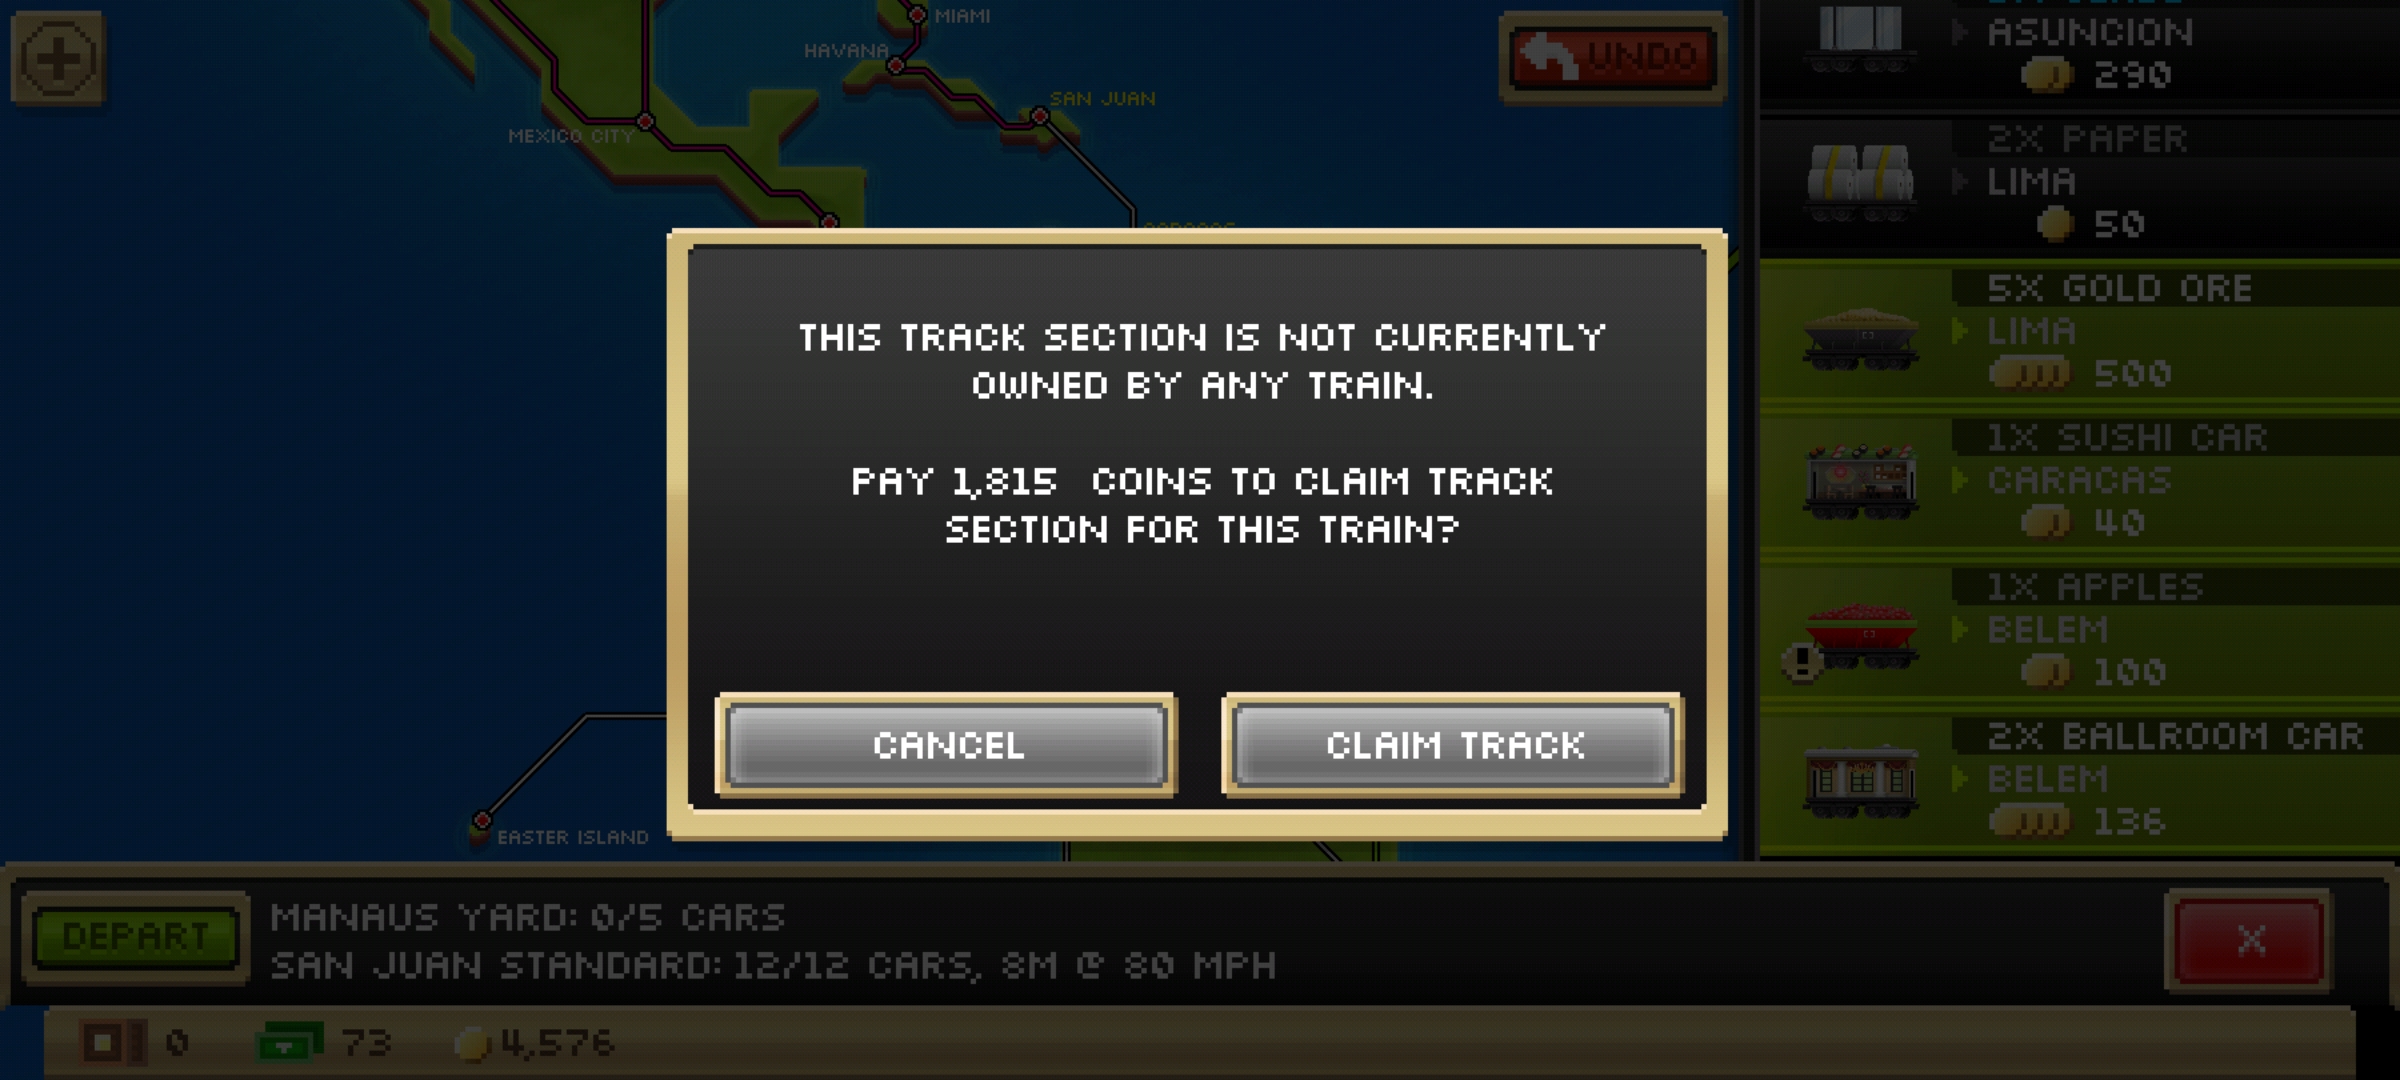 MIAMI
HAVANA
SAN JUAN
MEXICO CITY
UNDO
ASUNCION
290
2X PAPER
LIMA
50
5X GOLD ORE
LIMA
500
1X SUSHI CAR
CARACAS
40
1X APPLES
BELEM
100
2X BALLROOM CAR
BELEM
136
THIS TRACK SECTION IS NOT CURRENTLY
OWNED BY ANY TRAIN.
PAY 1,815 COINS TO CLAIM TRACK
SECTION FOR THIS TRAIN?
CANCEL
CLAIM TRACK
EASTER ISLAND
DEPART
MANAUS YARD: 0/5 CARS
SAN JUAN STANDARD: 12/12 CARS, 8M @ 80 MPH
X
0
73
4,576